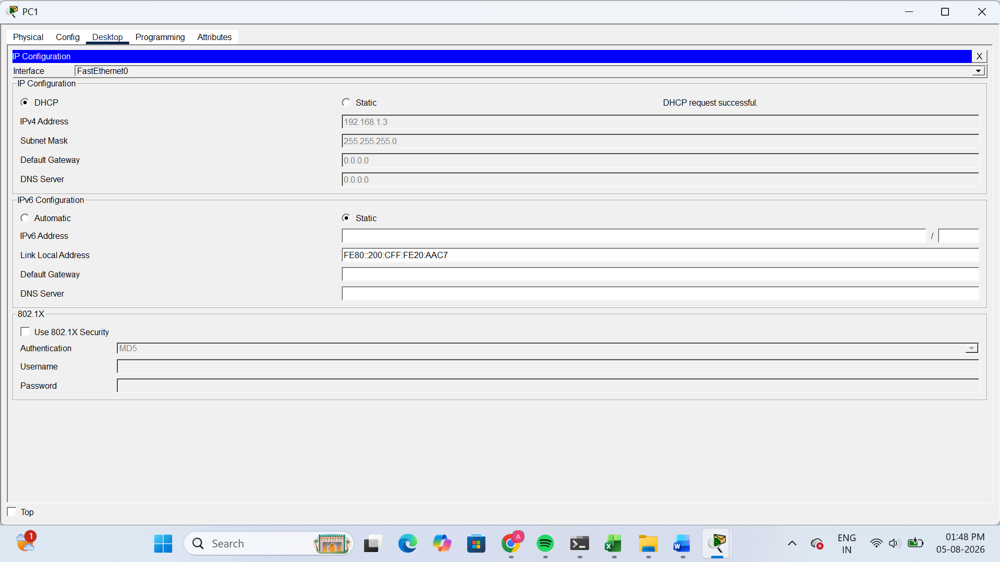 PC1
Physical Config Desktop Programming Attributes
IP Configuration X
Interface FastEthernet0
IP Configuration
DHCP Static DHCP request successful.
IPv4 Address 192.168.1.3
Subnet Mask 255.255.255.0
Default Gateway 0.0.0.0
DNS Server 0.0.0.0
IPv6 Configuration
Automatic Static
IPv6 Address /
Link Local Address FE80::200:CFF:FE20:AAC7
Default Gateway
DNS Server
802.1X
Use 802.1X Security
Authentication MD5
Username
Password
Top
1 Search A ENG 01:48 PM
IN 05-08-2026